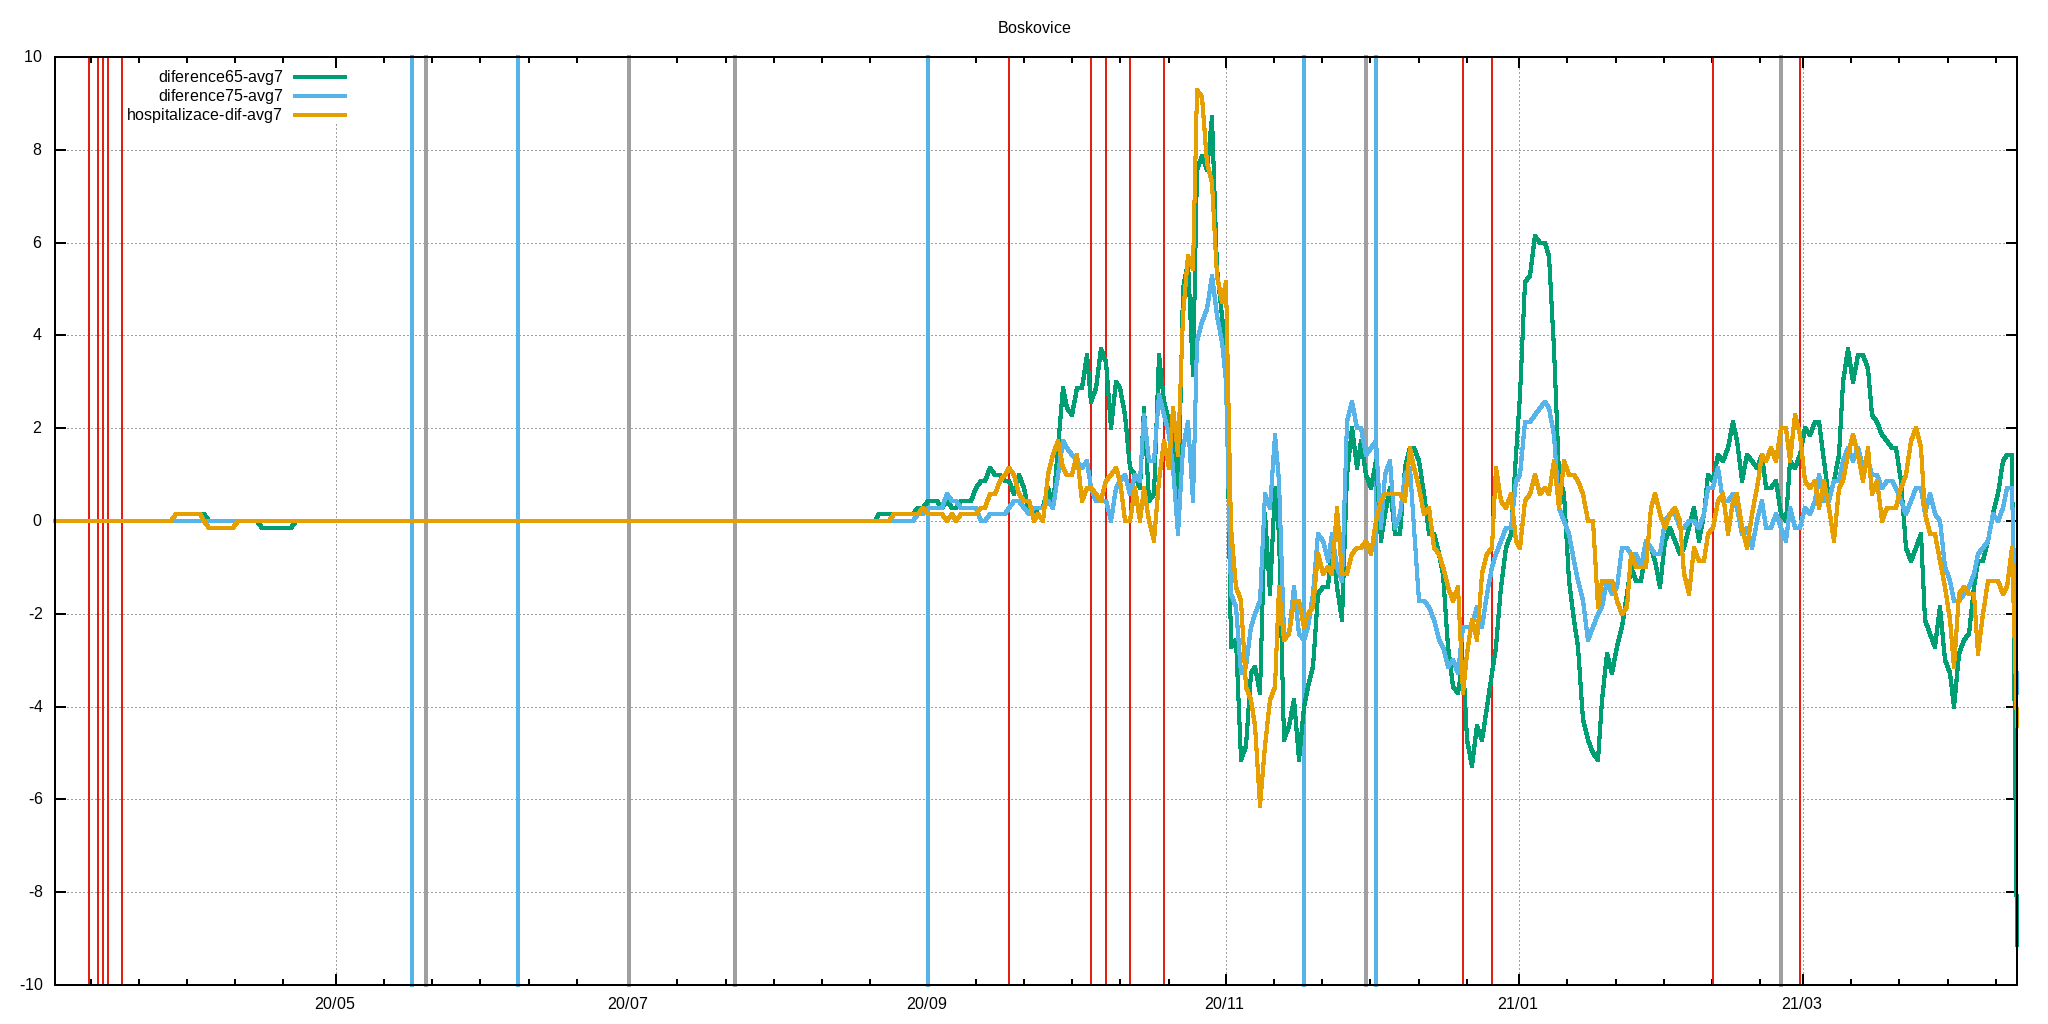 Boskovice
10
diference65-avg7
diference75-avg7
hospitalizace-dif-avg7
8
6
4
2
0
-2
-4
-6
-8
-10
20/05 20/07 20/09 20/11 21/01 21/03